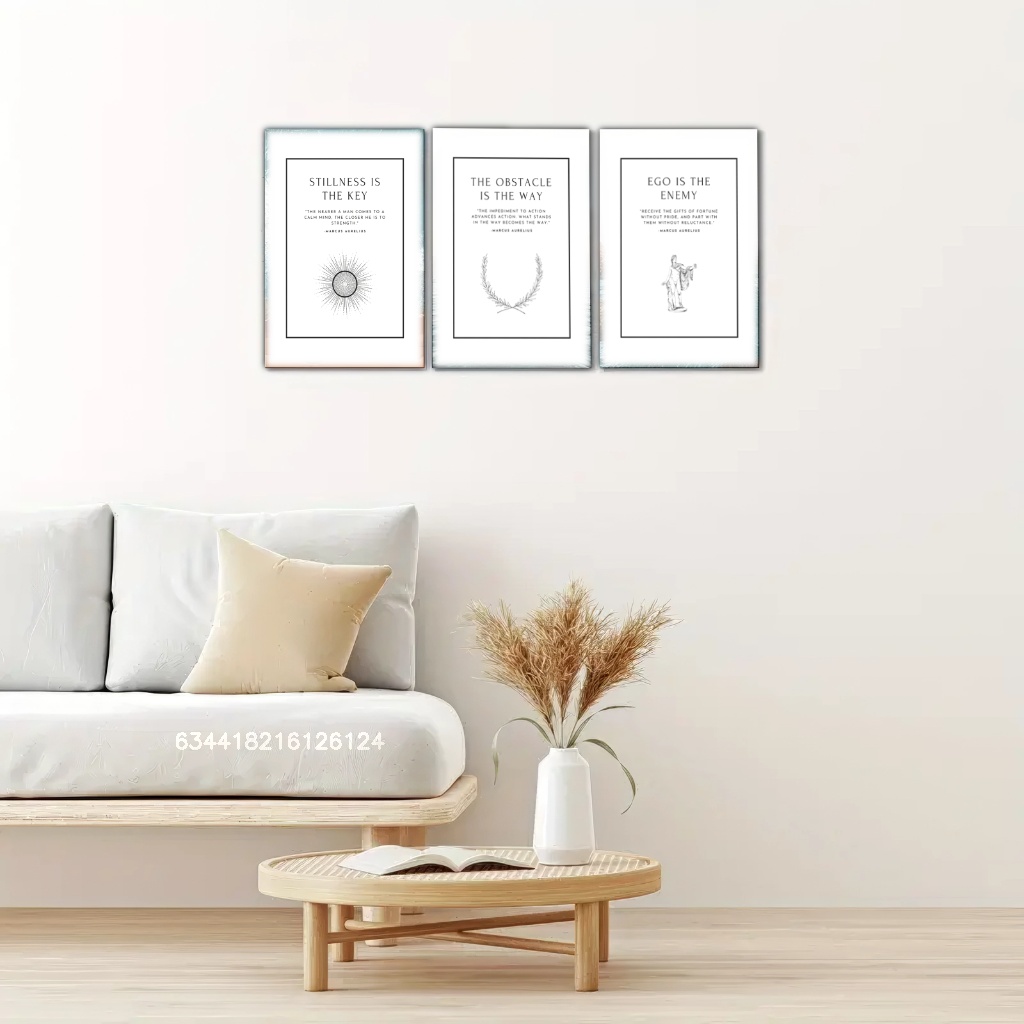 STILLNESS IS
THE KEY
"THE NEARER A MAN COMES TO A
CALM MIND, THE CLOSER HE IS TO
STRENGTH."
-MARCUS AURELIUS
THE OBSTACLE
IS THE WAY
"THE IMPEDIMENT TO ACTION
ADVANCES ACTION. WHAT STANDS
IN THE WAY BECOMES THE WAY."
-MARCUS AURELIUS
EGO IS THE
ENEMY
"RECEIVE THE GIFTS OF FORTUNE
WITHOUT PRIDE, AND PART WITH
THEM WITHOUT RELUCTANCE."
-MARCUS AURELIUS
634418216126124